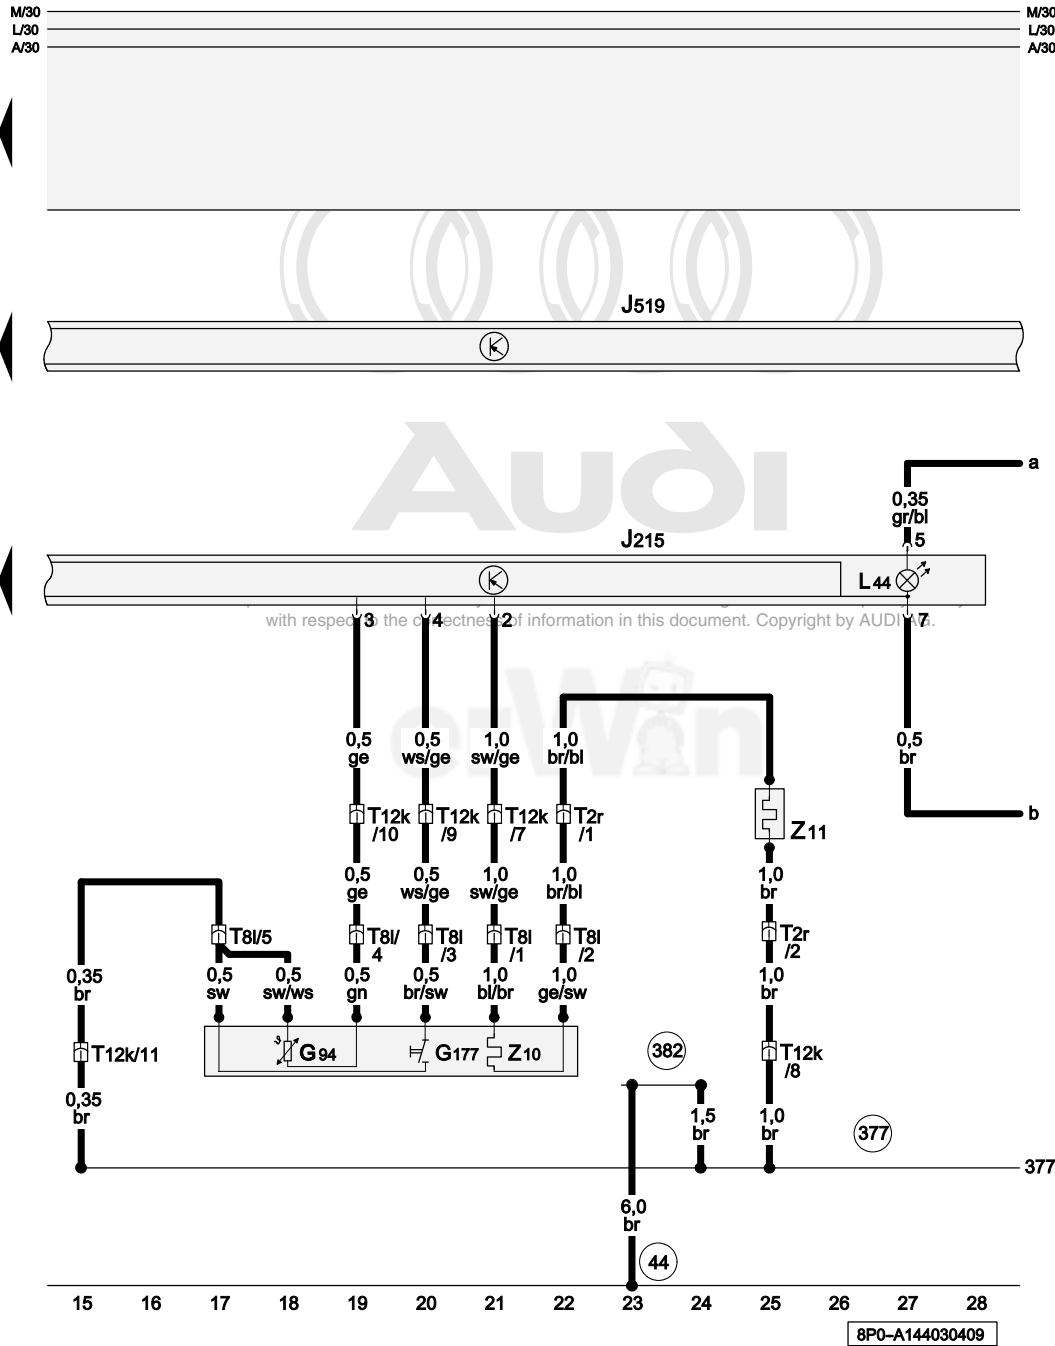 M/30 M/30
L/30 L/30
A/30 A/30
J519
Audi
a
0,35
gr/bl
5
J215
L44
3 4 2 7
with respect to the correctness of information in this document. Copyright by AUDI AG.
erWin
0,5 0,5 1,0 1,0 0,5
ge ws/ge sw/ge br/bl br
T12k T12k T12k T2r
/10 /9 /7 /1
b
Z11
0,5 0,5 1,0 1,0 1,0
ge ws/ge sw/ge br/bl br
T8l/5 T8l/ T8l T8l T8l T2r
4 /3 /1 /2 /2
0,35 0,5 0,5 0,5 0,5 1,0 1,0 1,0
br sw sw/ws gn br/sw bl/br ge/sw br
T12k/11 G94 G177 Z10 382 T12k
/8
0,35 1,5 1,0
br br br
377
377
6,0
br
44
15 16 17 18 19 20 21 22 23 24 25 26 27 28
8P0–A144030409